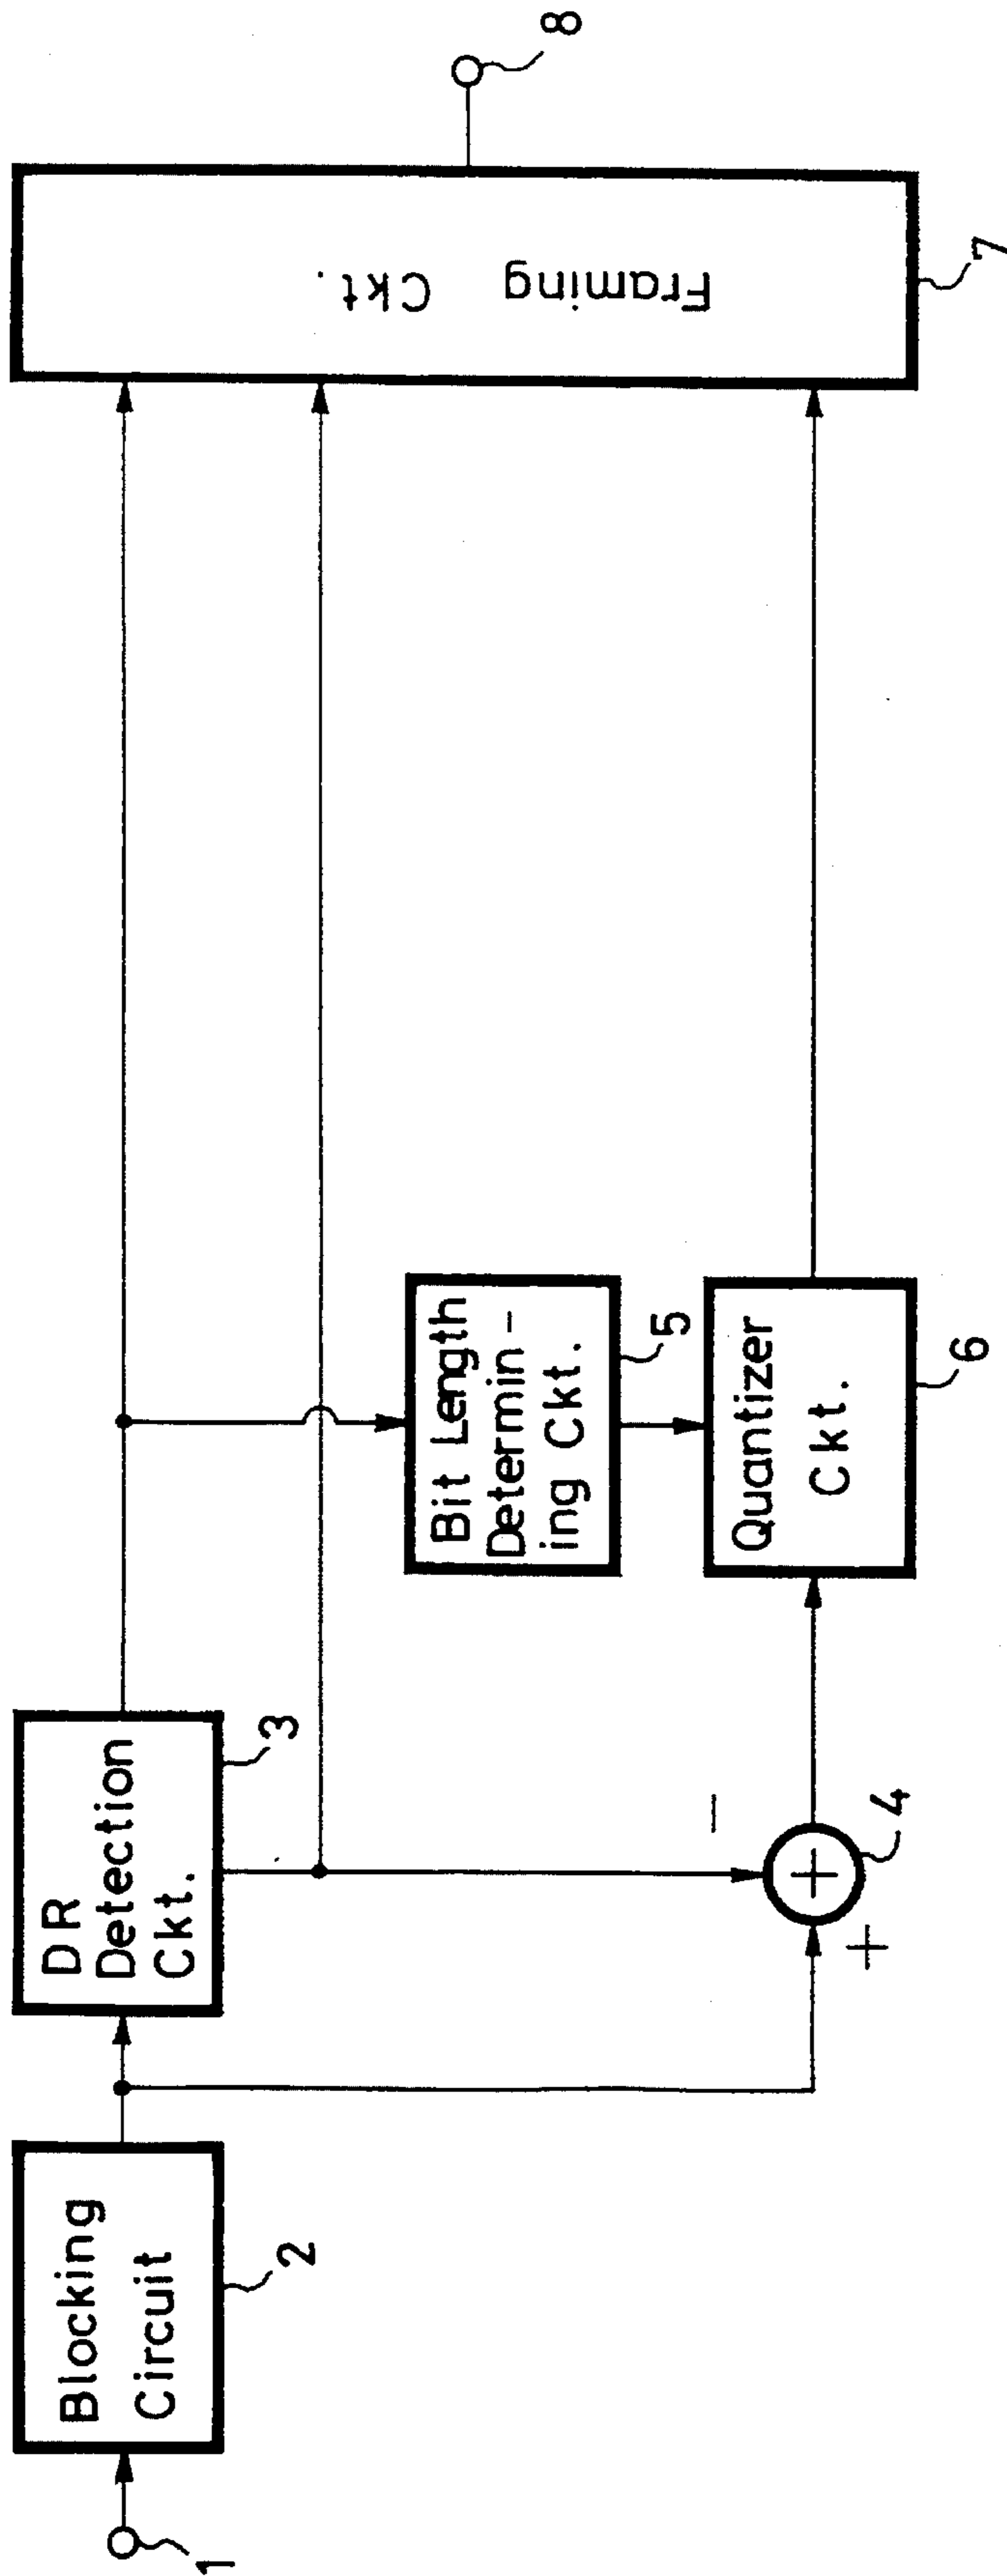 1
Blocking
Circuit
2
DR
Detection
Ckt.
3
−
+
4
+
Bit Length
Determin-
ing Ckt.
5
Quantizer
Ckt.
6
Framing Ckt.
7
8